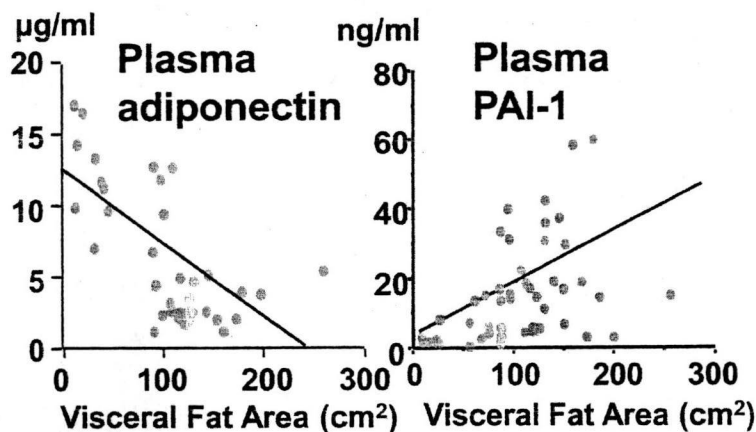 µg/ml
Plasma
adiponectin
20
15
10
5
0
0 100 200 300
Visceral Fat Area (cm²)
ng/ml
Plasma
PAI-1
80
60
40
20
0
0 100 200 300
Visceral Fat Area (cm²)